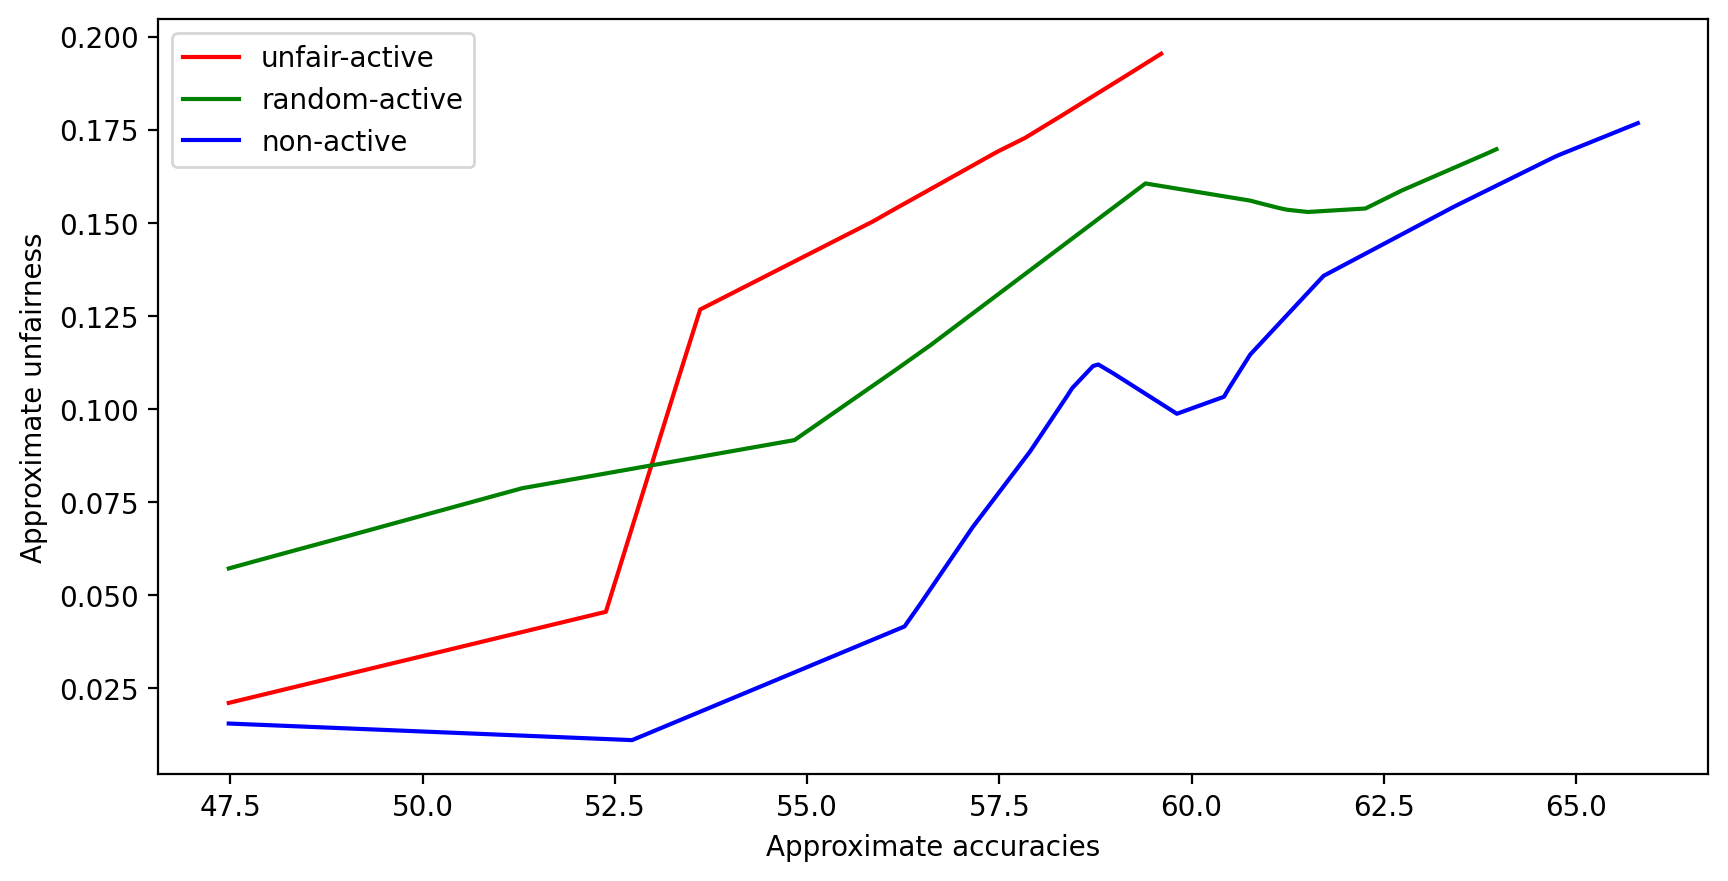 unfair-active
random-active
non-active
Approximate unfairness
0.200
0.175
0.150
0.125
0.100
0.075
0.050
0.025
47.5 50.0 52.5 55.0 57.5 60.0 62.5 65.0
Approximate accuracies